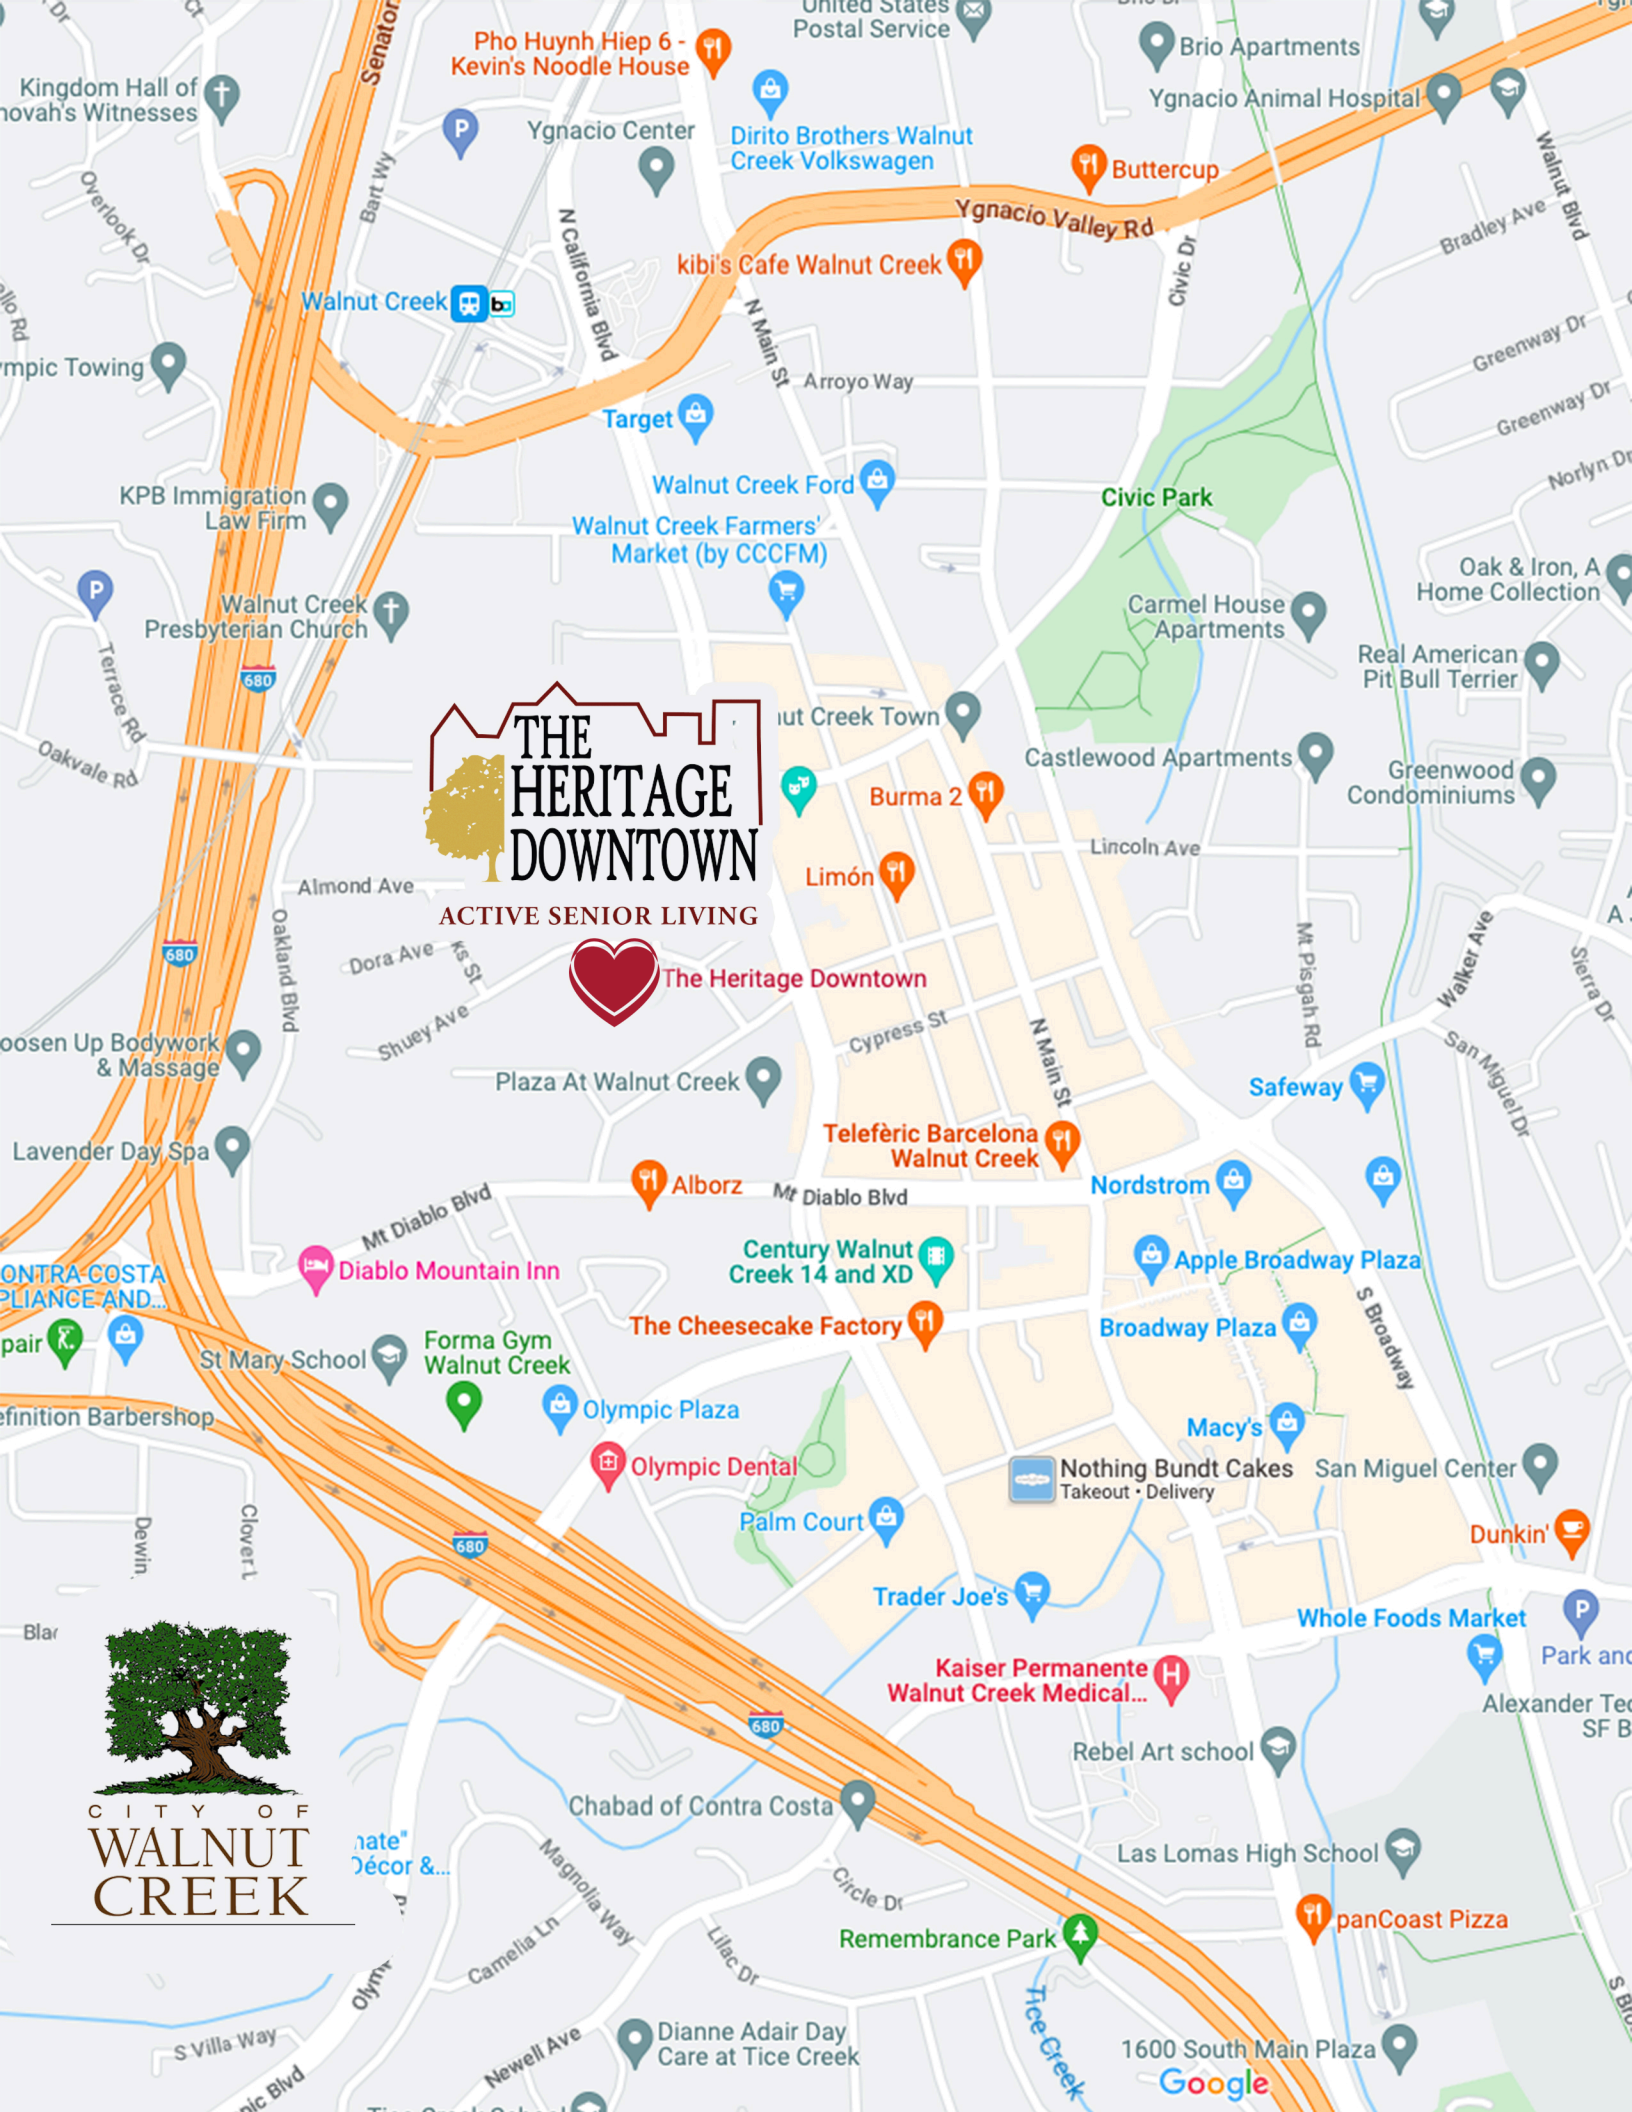 Dr
Ct
Senator
Pho Huynh Hiep 6 -
Kevin's Noodle House
United States
Postal Service
Brio Apartments
Kingdom Hall of
hovah's Witnesses
P
Ygnacio Center
Dirito Brothers Walnut
Creek Volkswagen
Ygnacio Animal Hospital
Buttercup
Overlook Dr
Bart Wy
N California Blvd
Ygnacio Valley Rd
Walnut Blvd
Bradley Ave
kibi's Cafe Walnut Creek
Civic Dr
Walnut Creek
ba
N Main St
ympic Towing
Arroyo Way
Greenway Dr
Greenway Dr
Target
Norlyn Dr
KPB Immigration
Law Firm
Walnut Creek Ford
Civic Park
Walnut Creek Farmers'
Market (by CCCFM)
Oak & Iron, A
Home Collection
P
Walnut Creek
Presbyterian Church
Carmel House
Apartments
Real American
Pit Bull Terrier
680
Terrace Rd
Oakvale Rd
THE
HERITAGE
DOWNTOWN
ACTIVE SENIOR LIVING
ut Creek Town
Castlewood Apartments
Greenwood
Condominiums
Burma 2
Limón
Lincoln Ave
Almond Ave
Oakland Blvd
Dora Ave
ks St
680
The Heritage Downtown
Mt Pisgah Rd
Walker Ave
Sierra Dr
Shuey Ave
Cypress St
N Main St
oosen Up Bodywork
& Massage
Plaza At Walnut Creek
San Miguel Dr
Safeway
Lavender Day Spa
Telefèric Barcelona
Walnut Creek
Alborz
Mt Diablo Blvd
Nordstrom
Mt Diablo Blvd
Century Walnut
Creek 14 and XD
Apple Broadway Plaza
Diablo Mountain Inn
ONTRA COSTA
PLIANCE AND...
The Cheesecake Factory
Broadway Plaza
S Broadway
pair
St Mary School
Forma Gym
Walnut Creek
efinition Barbershop
Olympic Plaza
Macy's
Olympic Dental
Nothing Bundt Cakes
Takeout • Delivery
San Miguel Center
Palm Court
Dunkin'
Dewin
Clover L
680
Trader Joe's
Whole Foods Market
P
Park and
Kaiser Permanente
Walnut Creek Medical...
Alexander Tec
SF B
680
Rebel Art school
CITY OF
WALNUT
CREEK
Chabad of Contra Costa
nate"
Décor &...
Las Lomas High School
Magnolia Way
Circle Dr
panCoast Pizza
Camelia Ln
Lilac Dr
Remembrance Park
Olymp
Tice Creek
S Bro
S Villa Way
Newell Ave
Dianne Adair Day
Care at Tice Creek
1600 South Main Plaza
pic Blvd
Google